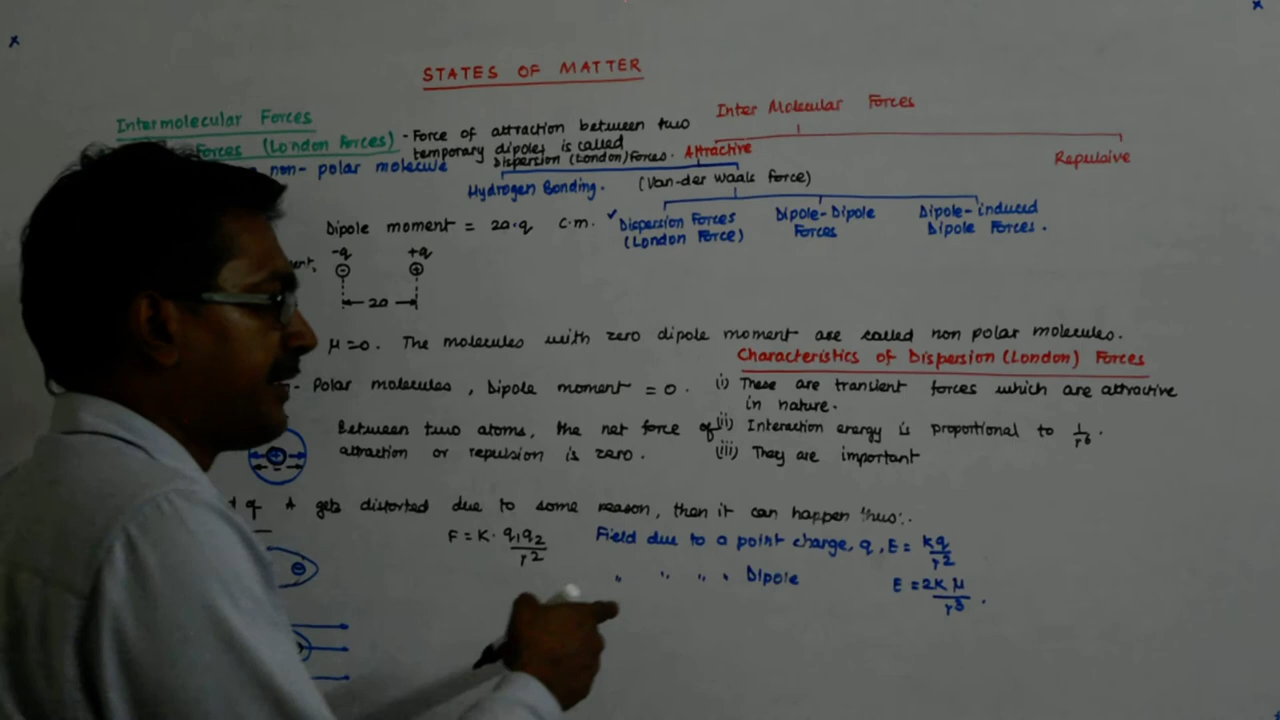 STATES OF MATTER
Intermolecular Forces
Forces (London Forces) - Force of attraction between two
temporary dipoles is called
Dispersion (London) Forces.
non-polar molecule
Inter Molecular Forces
Attractive
Repulsive
Hydrogen Bonding.
(Van-der Waals Force)
✓ Dispersion Forces
(London Force)
Dipole-Dipole
Forces
Dipole-induced
Dipole Forces.
Dipole moment = 2a.q C.m.
-q +q
- +
2a
μ=0. The molecules with zero dipole moment are called non polar molecules.
- Polar molecules, Dipole moment = 0.
Between two atoms, the net force of
attraction or repulsion is zero.
Characteristics of Dispersion (London) Forces
(i) These are transient forces which are attractive
in nature.
(ii) Interaction energy is proportional to 1/r⁶.
(iii) They are important
A gets distorted due to some reason, then it can happen thus:.
F = K. q₁q₂/r²
Field due to a point charge, q, E = Kq/r²
" " " " Dipole E = 2Kμ/r³.